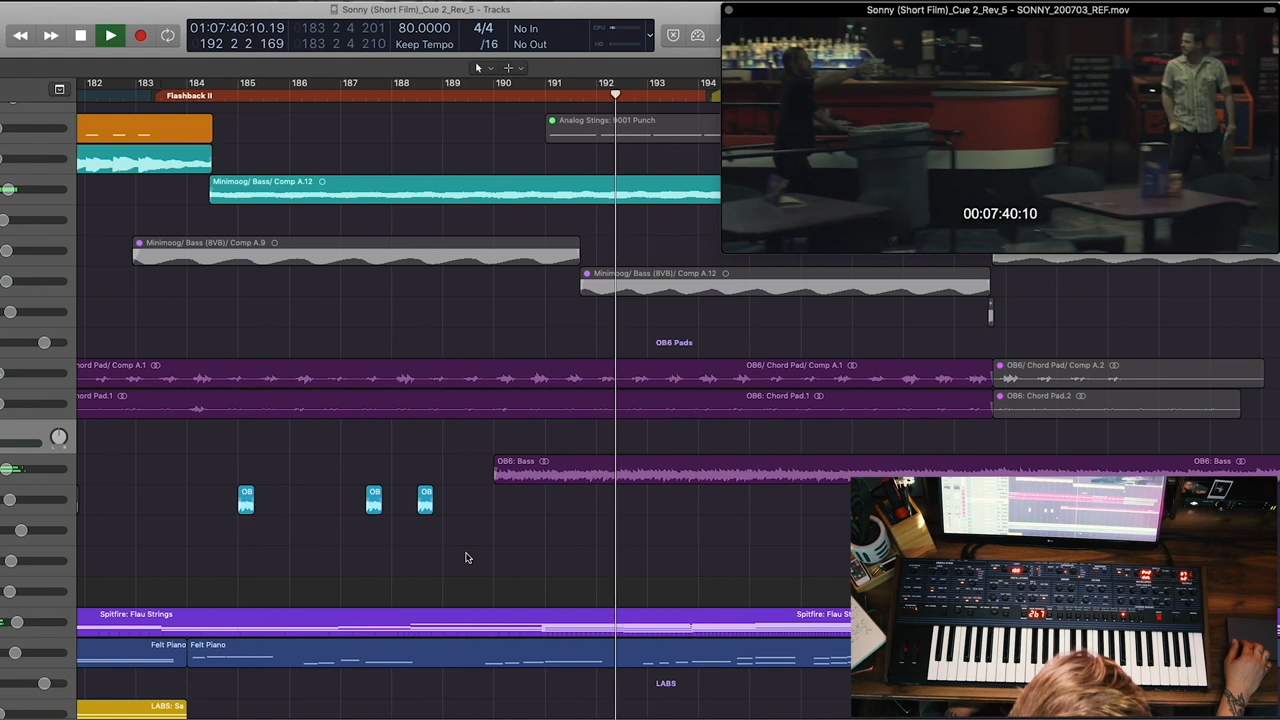 Sonny (Short Film)_Cue 2_Rev_5 - Tracks
Sonny (Short Film)_Cue 2_Rev_5 - SONNY_200703_REF.mov
01:07:40:10.19
192 2 2 169
183 2 4 201
183 2 4 210
80.0000
Keep Tempo
4/4
/16
No In
No Out
182 183 184 185 186 187 188 189 190 191 192 193 194
Flashback II
00:07:40:10
Analog Stings: 9001 Punch
Minimoog/ Bass/ Comp A.12
Minimoog/ Bass (8VB)/ Comp A.9
Minimoog/ Bass (8VB)/ Comp A.12
OB6 Pads
hord Pad/ Comp A.1
OB6/ Chord Pad/ Comp A.1
OB6/ Chord Pad/ Comp A.2
hord Pad.1
OB6: Chord Pad.1
OB6: Chord Pad.2
OB6: Bass
OB6: Bass
OB
OB
OB
Spitfire: Flau Strings
Spitfire: Flau St
Felt Piano
Felt Piano
LABS
LABS: Sa
267